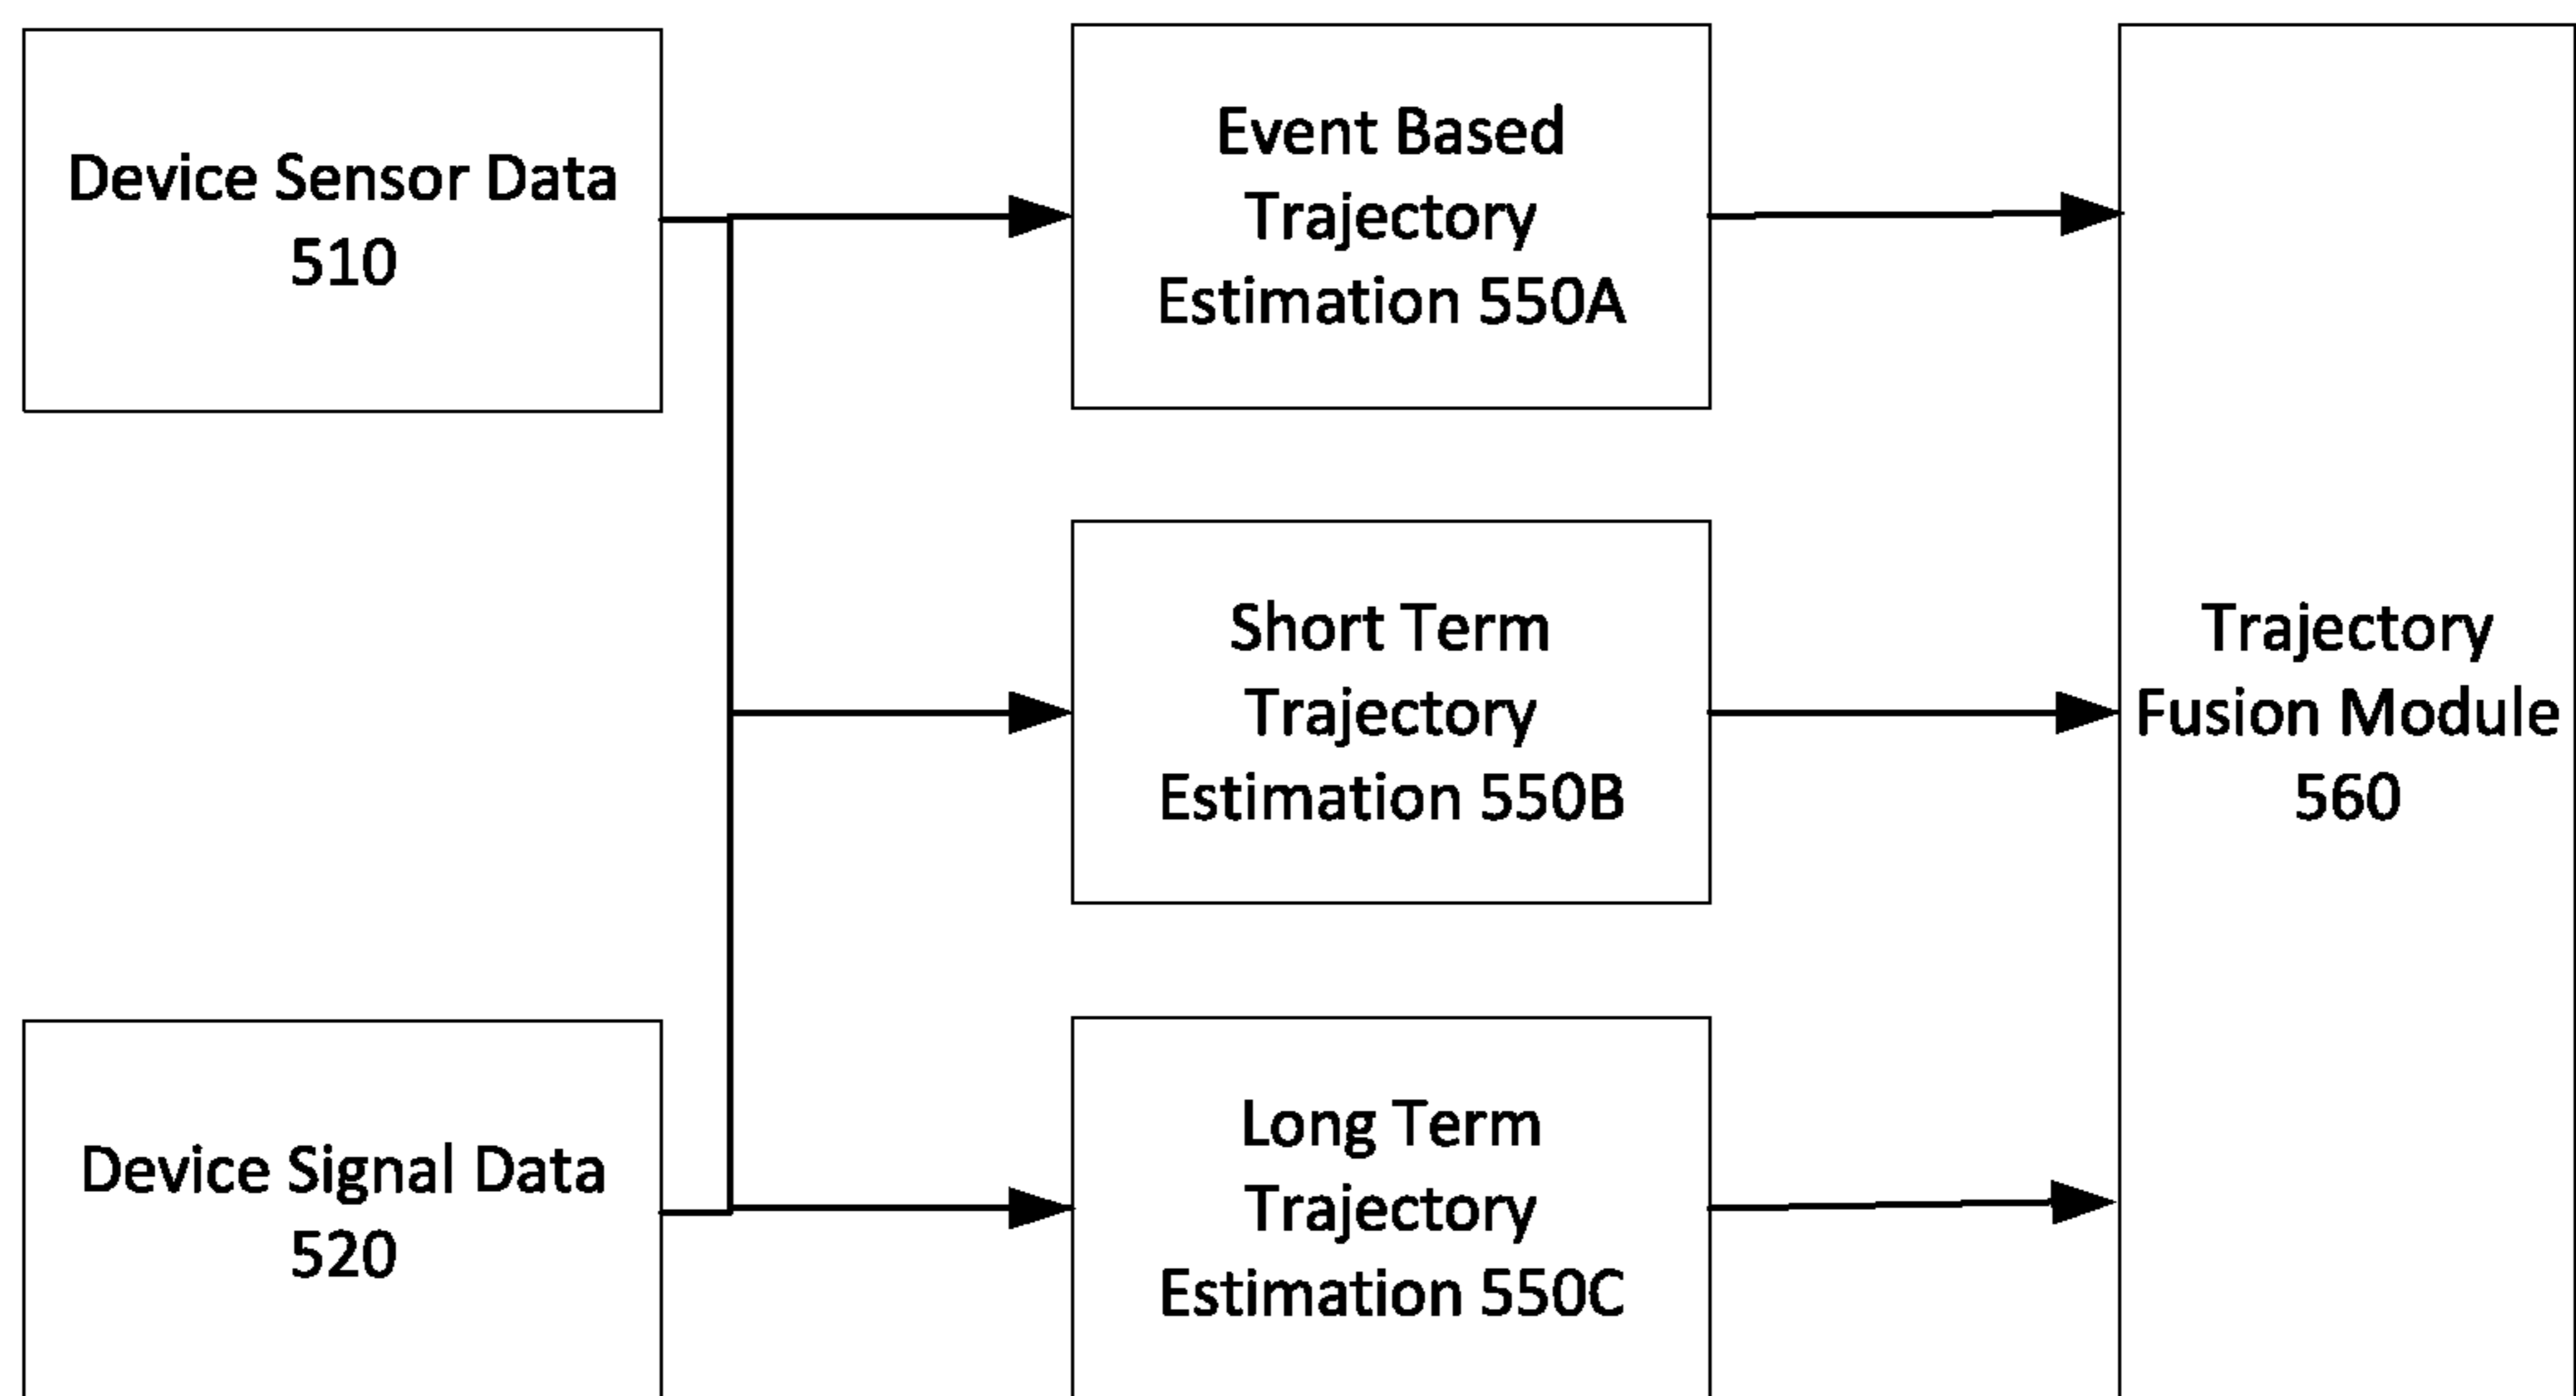 Device Sensor Data
510
Event Based
Trajectory
Estimation 550A
Short Term
Trajectory
Estimation 550B
Trajectory
Fusion Module
560
Device Signal Data
520
Long Term
Trajectory
Estimation 550C